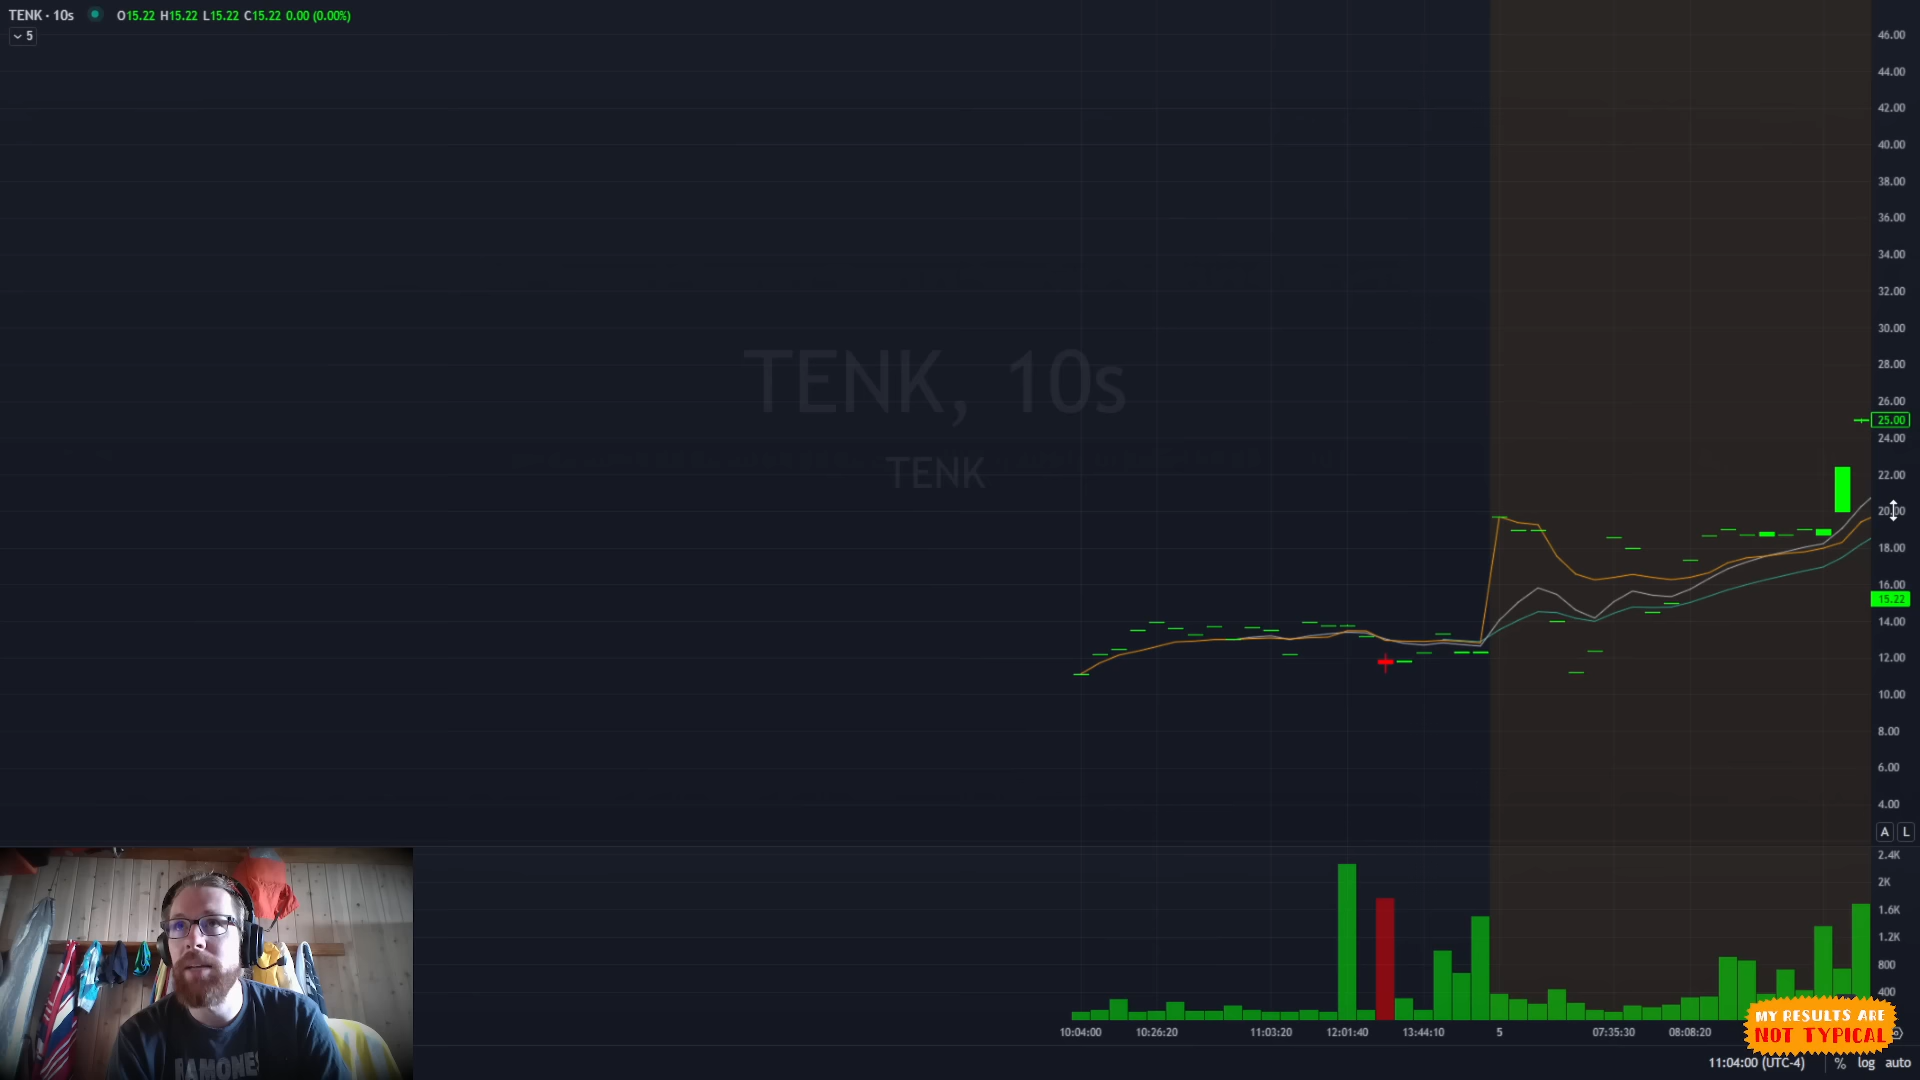 TENK · 10s O15.22 H15.22 L15.22 C15.22 0.00 (0.00%)
5
46.00
44.00
42.00
40.00
38.00
36.00
34.00
32.00
30.00
28.00
26.00
25.00
24.00
22.00
20.00
18.00
16.00
15.22
14.00
12.00
10.00
8.00
6.00
4.00
TENK, 10s
TENK
A L
2.4K
2K
1.6K
1.2K
800
400
10:04:00 10:26:20 11:03:20 12:01:40 13:44:10 5 07:35:30 08:08:20
MY RESULTS ARE
NOT TYPICAL
11:04:00 (UTC-4) % log auto
RAMONES